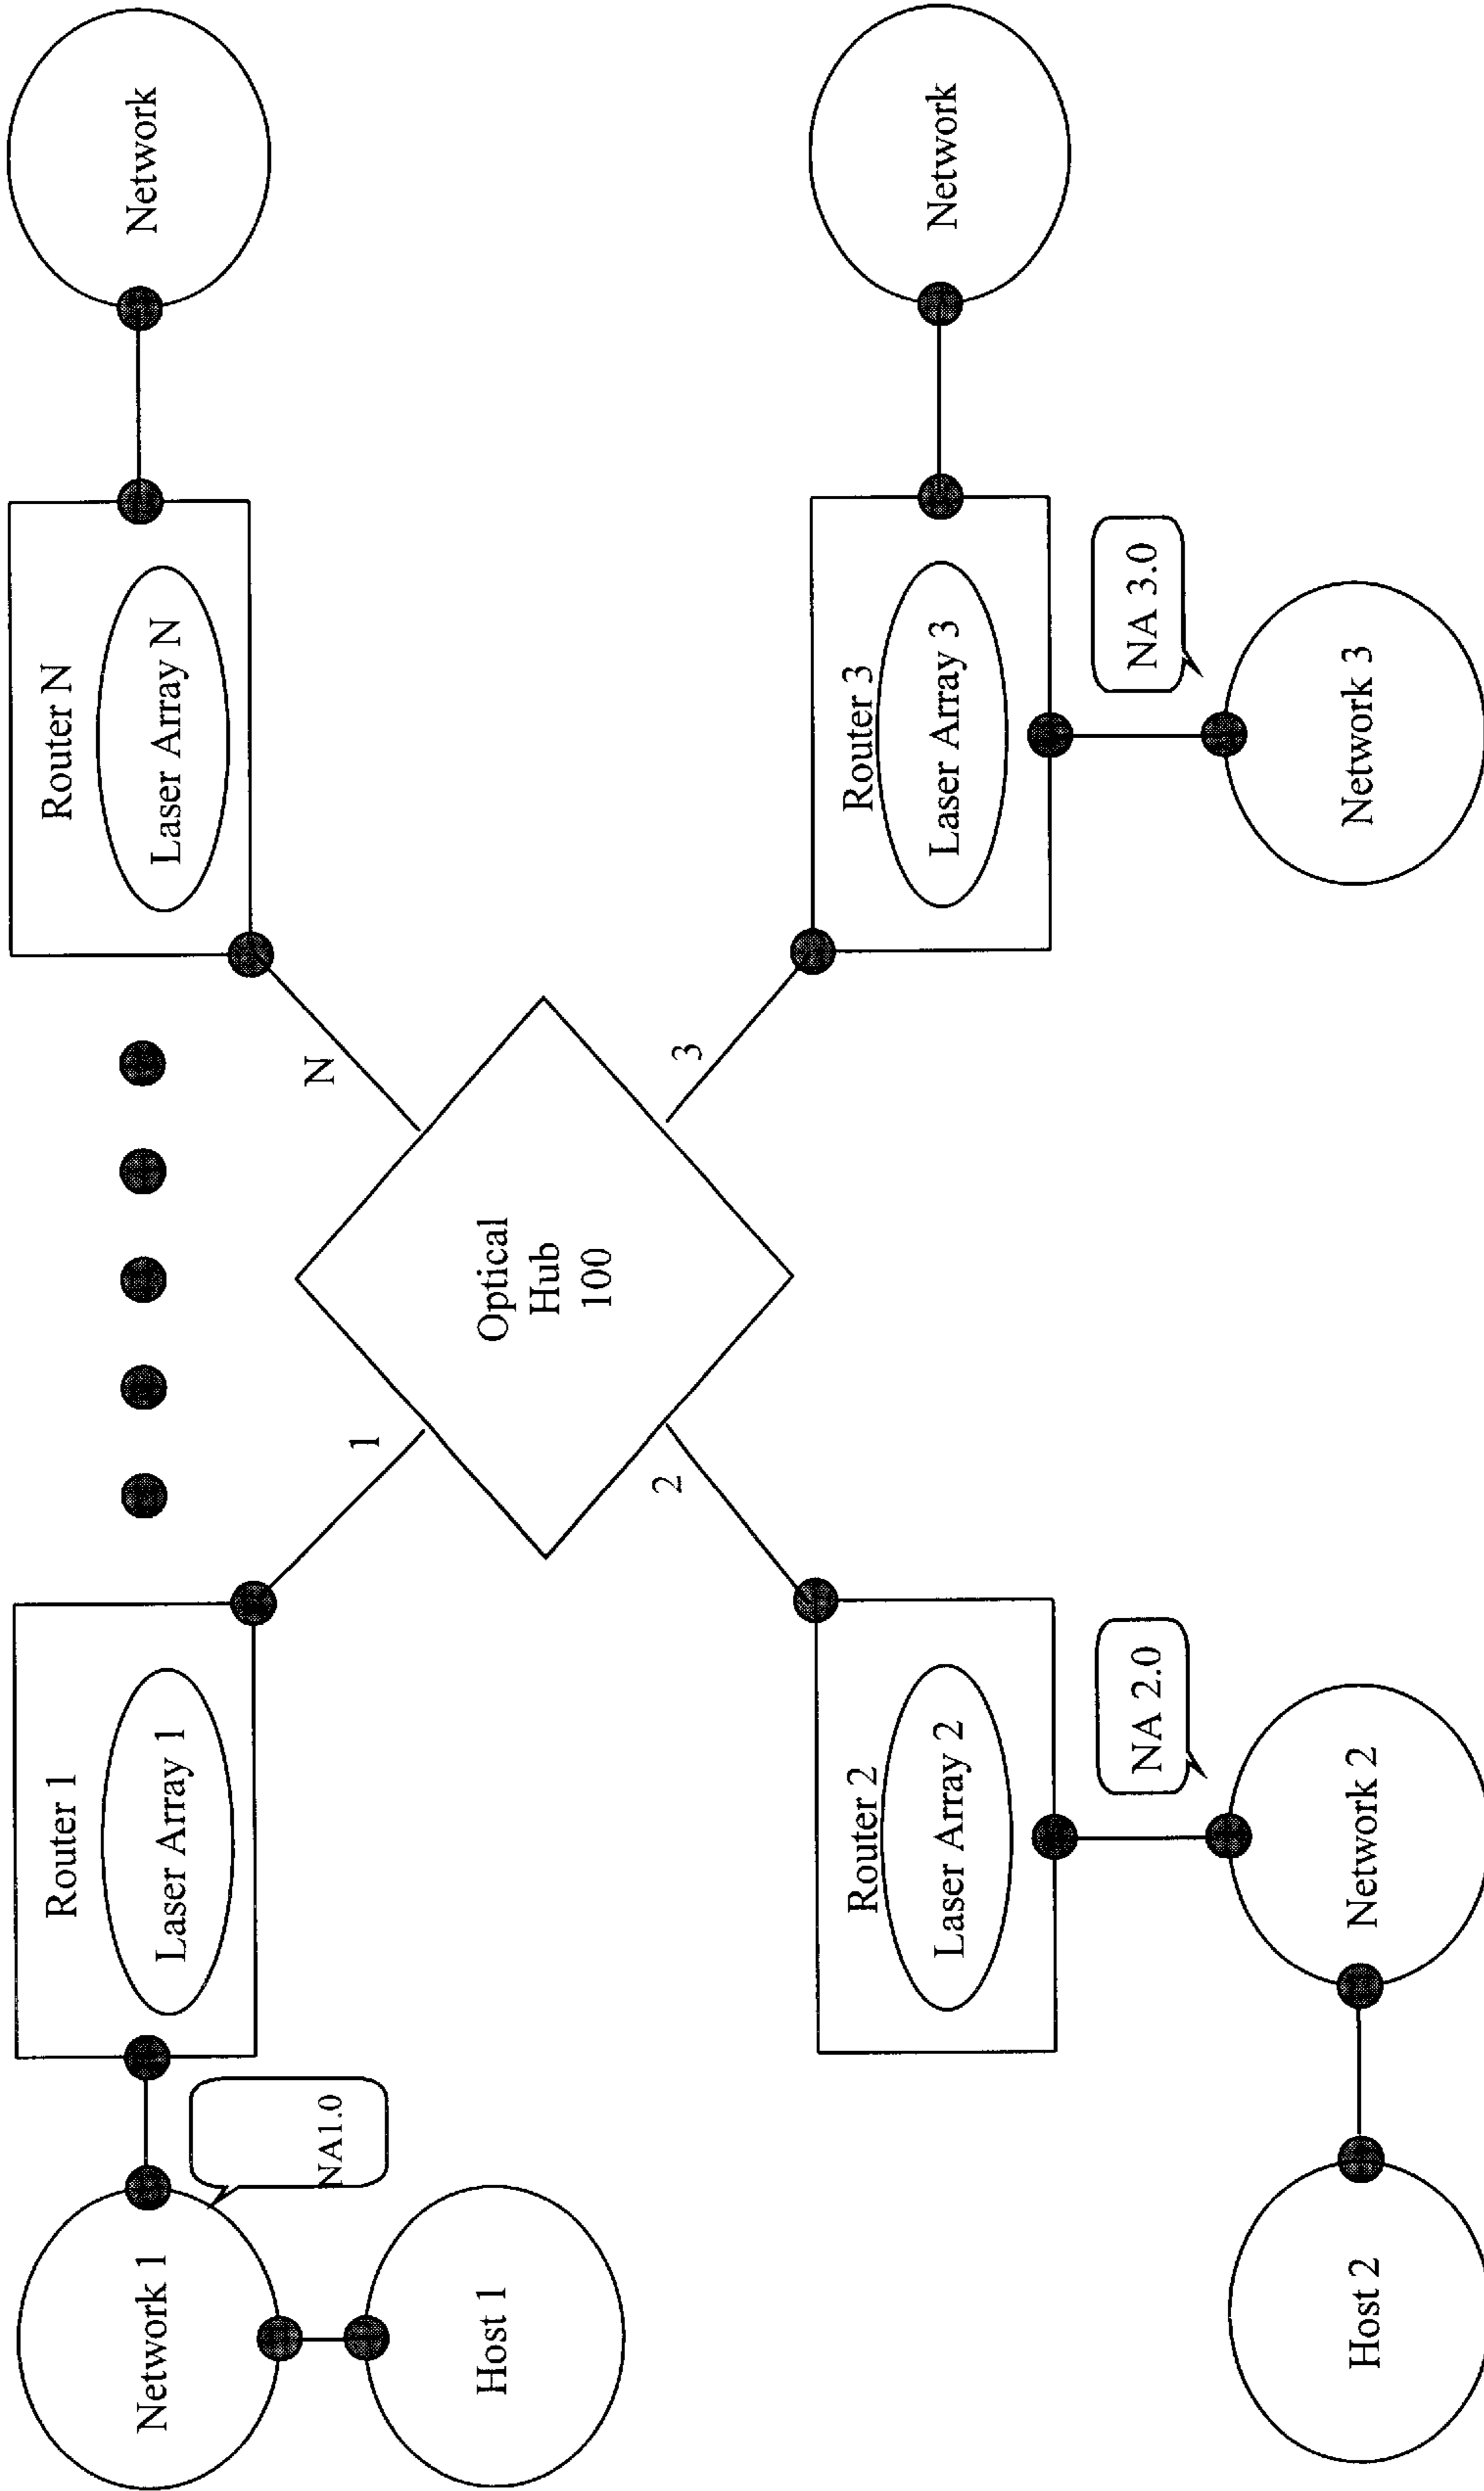 Network 1
NA1.0
Host 1
Router 1
Laser Array 1
1
Router N
Laser Array N
N
Network
Optical
Hub
100
Host 2
Network 2
NA 2.0
Router 2
Laser Array 2
2
3
Router 3
Laser Array 3
NA 3.0
Network 3
Network